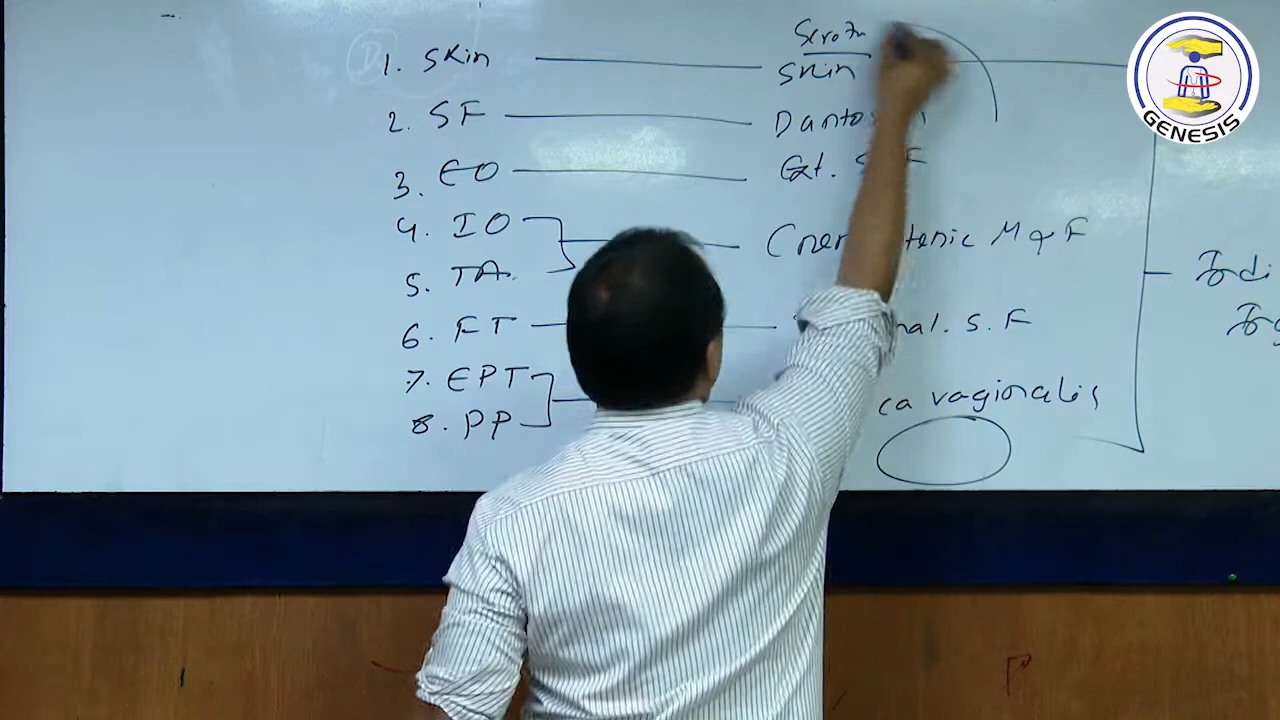 Scrotu
1. Skin Skin
2. SF Danto
3. EO Ext. S F
4. IO
5. TA. Cremasteric M & F
6. FT nal. S. F
7. EPT
8. PP ca vaginalis
GENESIS